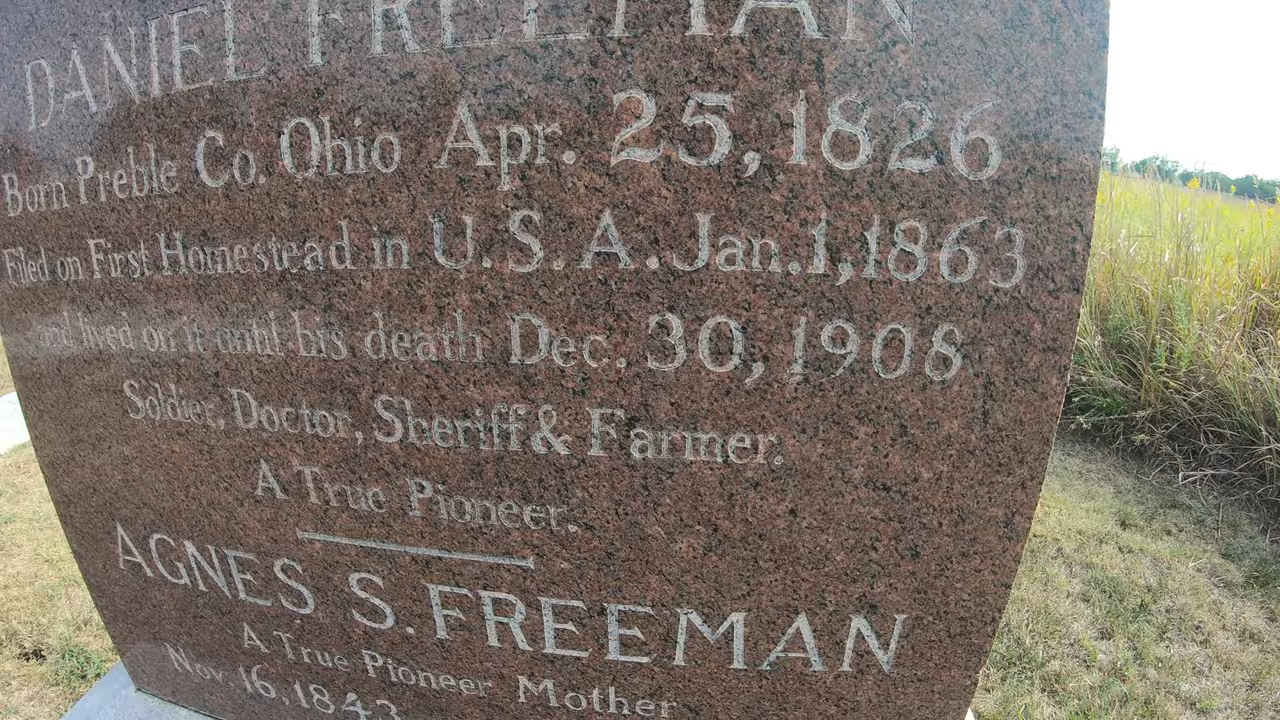 DANIEL FREEMAN
Born Preble Co. Ohio Apr. 25, 1826
Filed on First Homestead in U.S.A. Jan. 1, 1863
and lived on it until his death Dec. 30, 1908
Soldier, Doctor, Sheriff & Farmer.
A True Pioneer.
AGNES S. FREEMAN
A True Pioneer Mother
Nov. 16, 1843